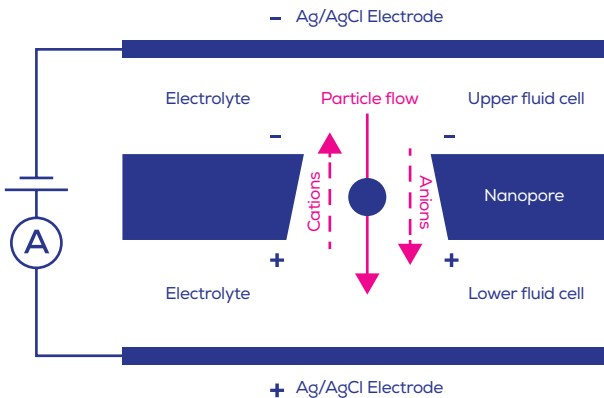 – Ag/AgCl Electrode
Electrolyte Particle flow Upper fluid cell
– –
Cations Anions Nanopore
A
+ +
Electrolyte Lower fluid cell
+ Ag/AgCl Electrode